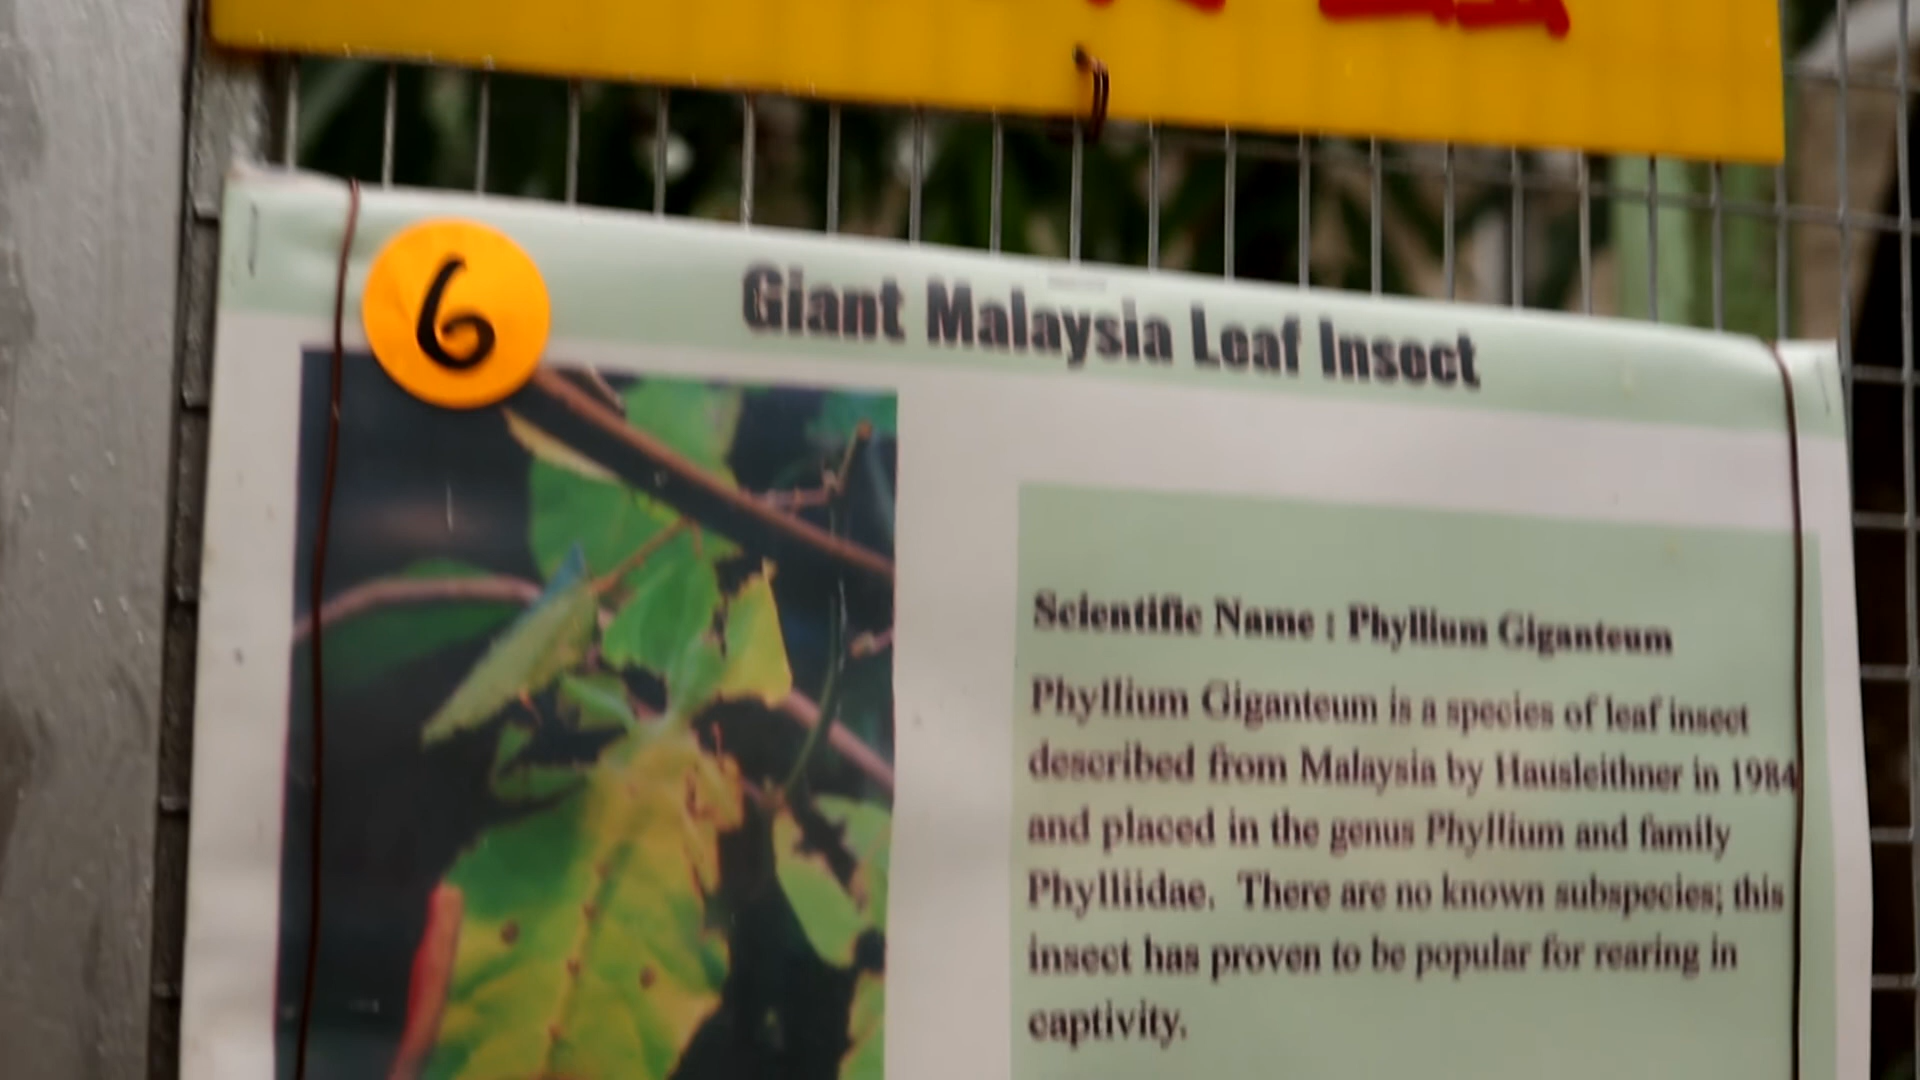 6
Giant Malaysia Leaf Insect
Scientific Name : Phyllium Giganteum
Phyllium Giganteum is a species of leaf insect
described from Malaysia by Hausleithner in 1984
and placed in the genus Phyllium and family
Phylliidae. There are no known subspecies; this
insect has proven to be popular for rearing in
captivity.